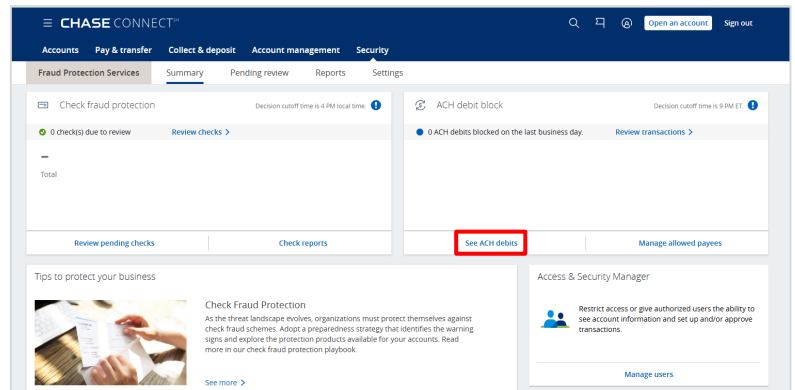 CHASE CONNECT℠
Open an account
Sign out
Accounts Pay & transfer Collect & deposit Account management Security
Fraud Protection Services Summary Pending review Reports Settings
Check fraud protection
Decision cutoff time is 4 PM local time.
0 check(s) due to review
Review checks >
–
Total
Review pending checks
Check reports
ACH debit block
Decision cutoff time is 9 PM ET.
0 ACH debits blocked on the last business day.
Review transactions >
See ACH debits
Manage allowed payees
Tips to protect your business
Check Fraud Protection
As the threat landscape evolves, organizations must protect themselves against
check fraud schemes. Adopt a preparedness strategy that identifies the warning
signs and explore the protection products available for your accounts. Read
more in our check fraud protection playbook.
See more >
Access & Security Manager
Restrict access or give authorized users the ability to
see account information and set up and/or approve
transactions.
Manage users